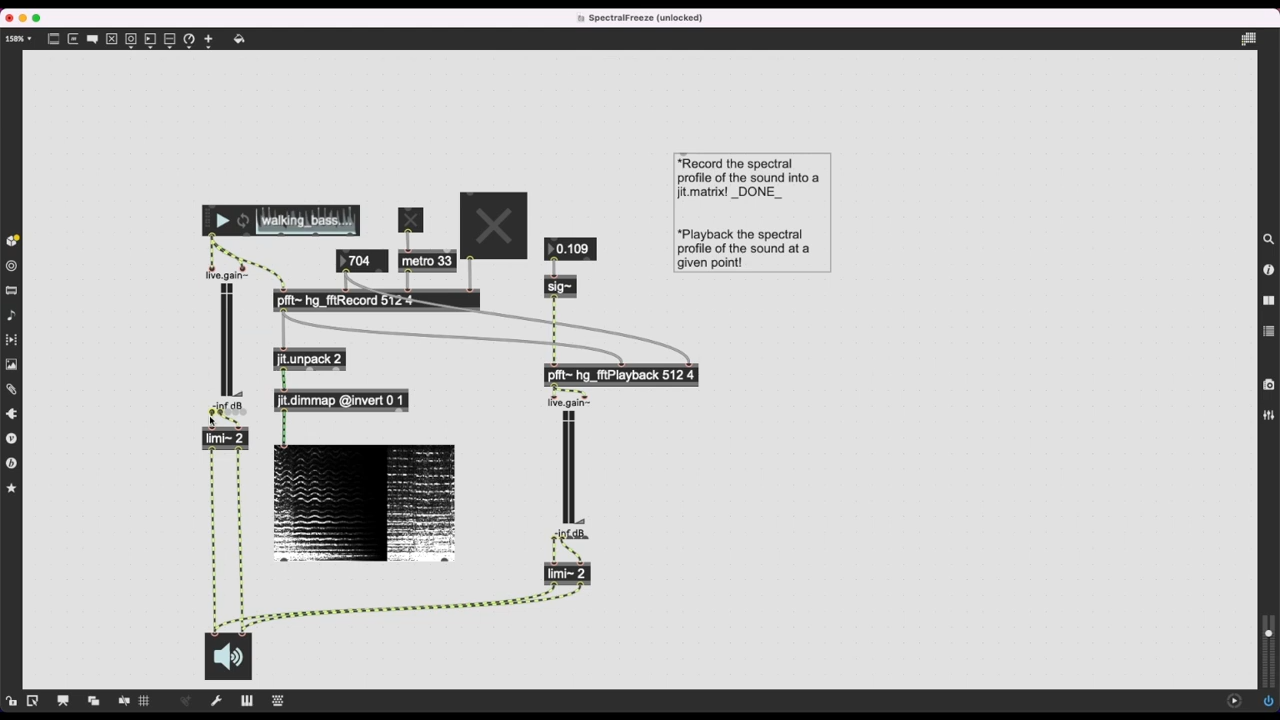 SpectralFreeze (unlocked)
158%
*Record the spectral
profile of the sound into a
jit.matrix! _DONE_
*Playback the spectral
profile of the sound at a
given point!
walking_bass....
704
metro 33
0.109
live.gain~
sig~
pfft~ hg_fftRecord 512 4
jit.unpack 2
pfft~ hg_fftPlayback 512 4
jit.dimmap @invert 0 1
live.gain~
-inf dB
limi~ 2
-inf dB
limi~ 2